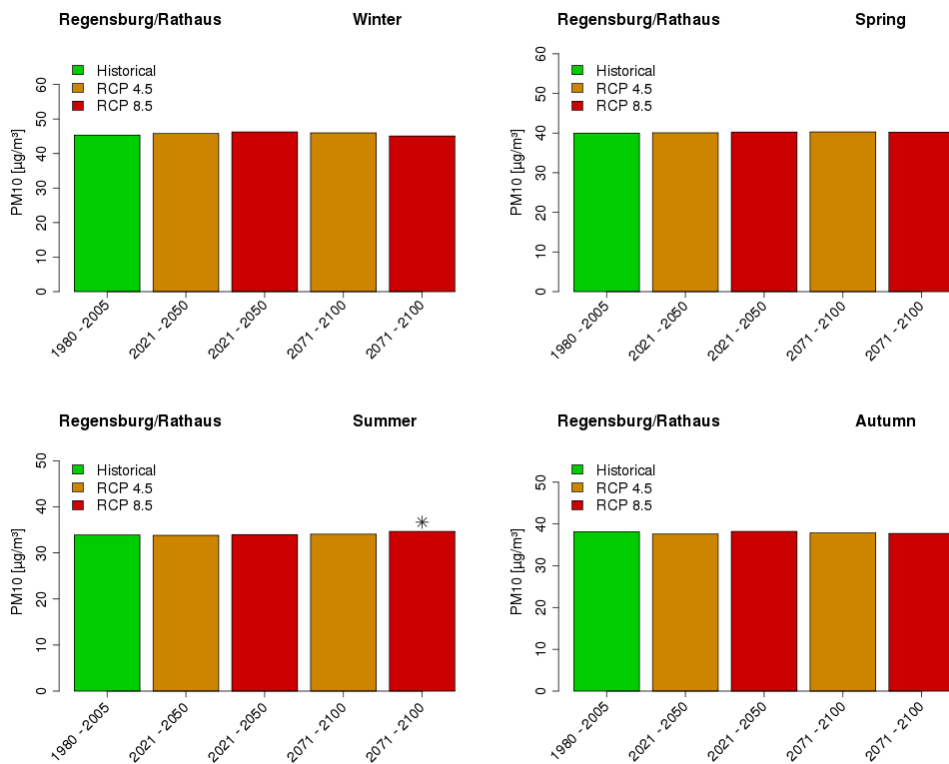 Regensburg/Rathaus Winter
Historical
RCP 4.5
RCP 8.5
PM10 [µg/m³]
0 10 20 30 40 50 60
1980 - 2005 2021 - 2050 2021 - 2050 2071 - 2100 2071 - 2100
Regensburg/Rathaus Spring
Historical
RCP 4.5
RCP 8.5
PM10 [µg/m³]
0 10 20 30 40 50 60
1980 - 2005 2021 - 2050 2021 - 2050 2071 - 2100 2071 - 2100
Regensburg/Rathaus Summer
Historical
RCP 4.5
RCP 8.5
PM10 [µg/m³]
0 10 20 30 40 50
*
1980 - 2005 2021 - 2050 2021 - 2050 2071 - 2100 2071 - 2100
Regensburg/Rathaus Autumn
Historical
RCP 4.5
RCP 8.5
PM10 [µg/m³]
0 10 20 30 40 50
1980 - 2005 2021 - 2050 2021 - 2050 2071 - 2100 2071 - 2100